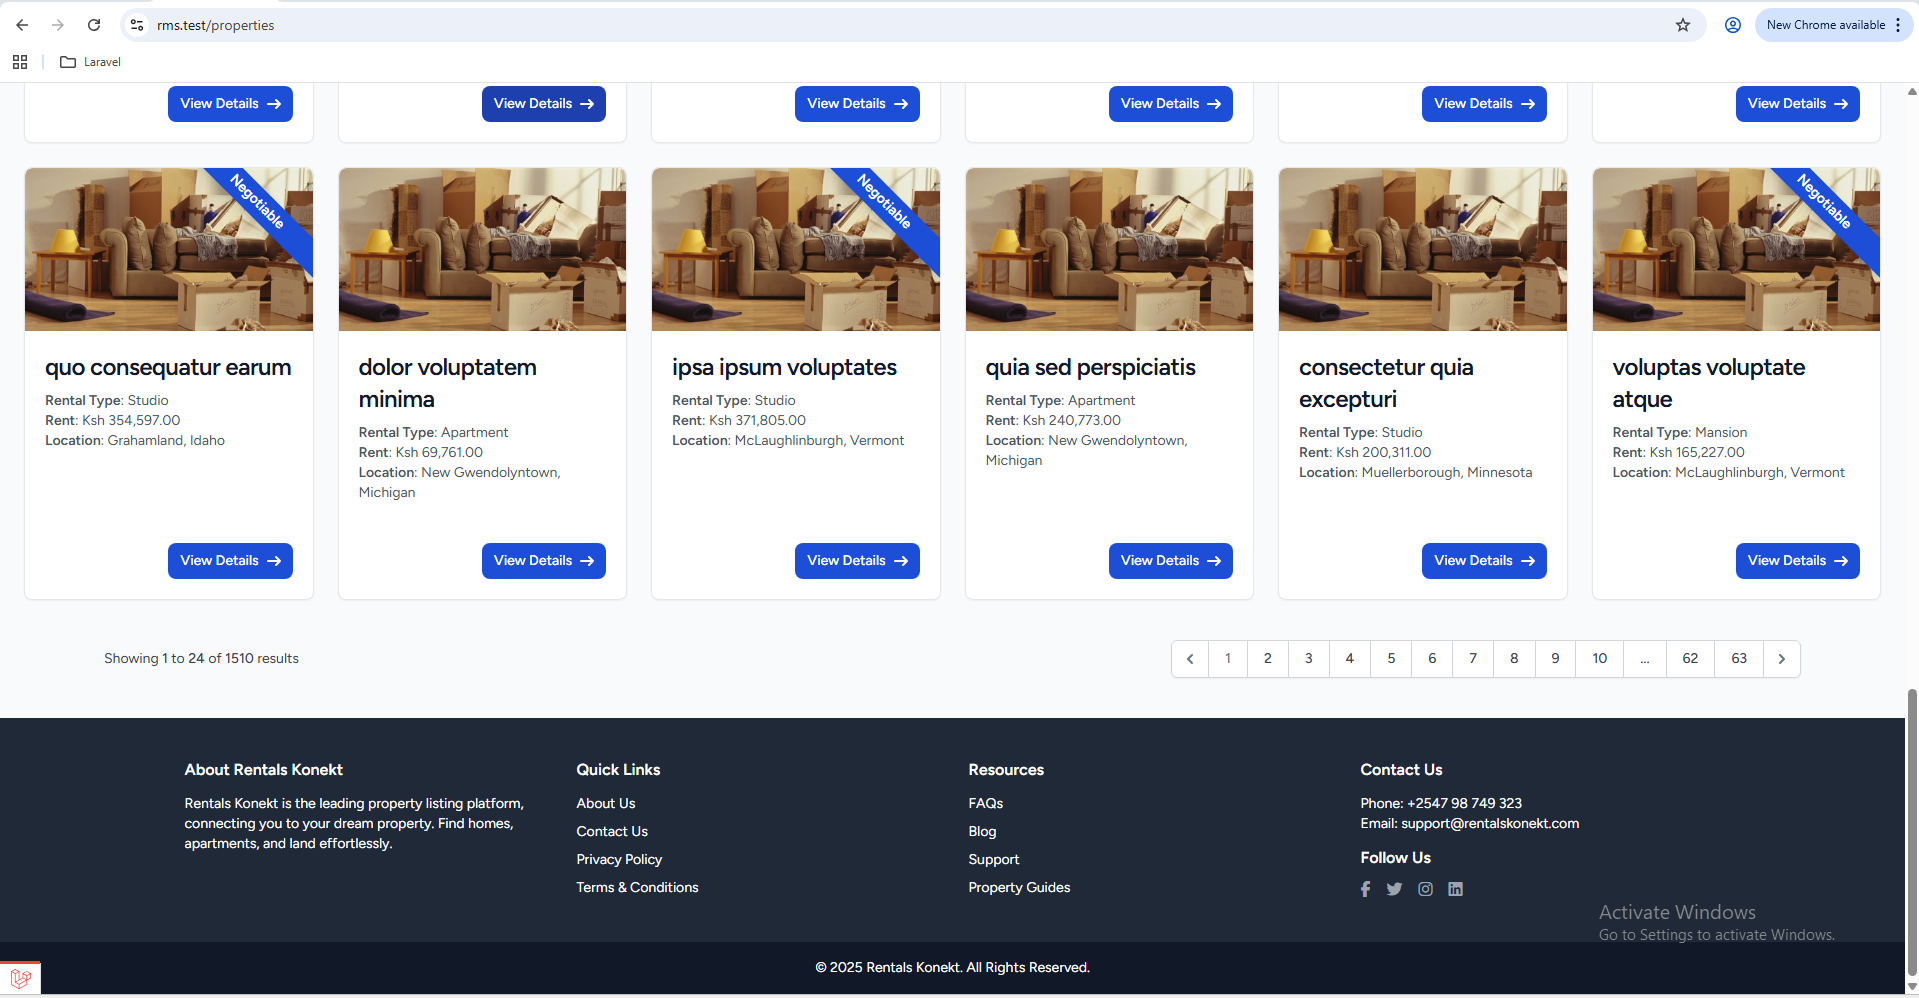 rms.test/properties
New Chrome available
Laravel
View Details
View Details
View Details
View Details
View Details
View Details
Negotiable
Negotiable
Negotiable
quo consequatur earum
Rental Type: Studio
Rent: Ksh 354,597.00
Location: Grahamland, Idaho
View Details
dolor voluptatem
minima
Rental Type: Apartment
Rent: Ksh 69,761.00
Location: New Gwendolyntown,
Michigan
View Details
ipsa ipsum voluptates
Rental Type: Studio
Rent: Ksh 371,805.00
Location: McLaughlinburgh, Vermont
View Details
quia sed perspiciatis
Rental Type: Apartment
Rent: Ksh 240,773.00
Location: New Gwendolyntown,
Michigan
View Details
consectetur quia
excepturi
Rental Type: Studio
Rent: Ksh 200,311.00
Location: Muellerborough, Minnesota
View Details
voluptas voluptate
atque
Rental Type: Mansion
Rent: Ksh 165,227.00
Location: McLaughlinburgh, Vermont
View Details
Showing 1 to 24 of 1510 results
1 2 3 4 5 6 7 8 9 10 ... 62 63
About Rentals Konekt
Rentals Konekt is the leading property listing platform,
connecting you to your dream property. Find homes,
apartments, and land effortlessly.
Quick Links
About Us
Contact Us
Privacy Policy
Terms & Conditions
Resources
FAQs
Blog
Support
Property Guides
Contact Us
Phone: +2547 98 749 323
Email: support@rentalskonekt.com
Follow Us
Activate Windows
Go to Settings to activate Windows.
© 2025 Rentals Konekt. All Rights Reserved.